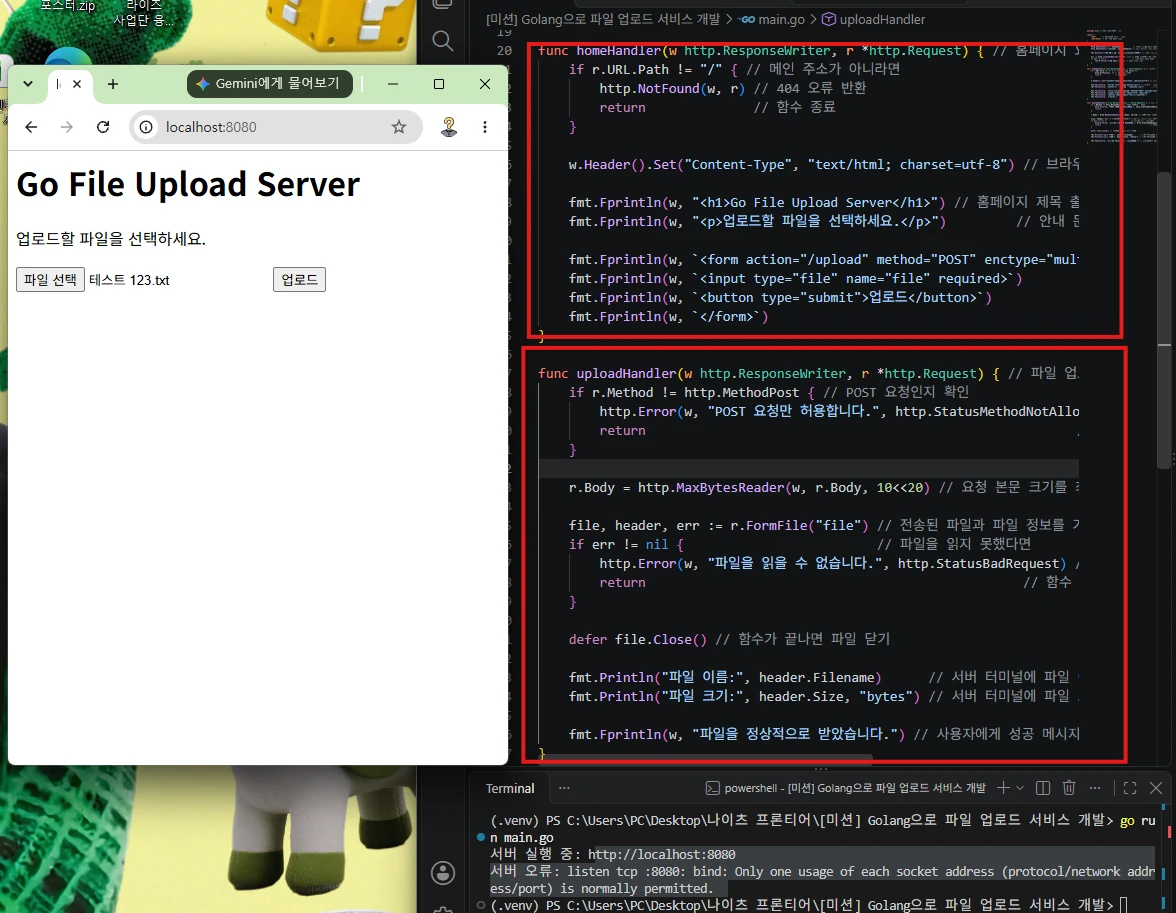 포스터.zip
라이즈
사업단 융...
Gemini에게 물어보기
localhost:8080
Go File Upload Server
업로드할 파일을 선택하세요.
파일 선택 테스트 123.txt 업로드
[미션] Golang으로 파일 업로드 서비스 개발 > GO main.go > uploadHandler
19
20 func homeHandler(w http.ResponseWriter, r *http.Request) { // 홈페이지
if r.URL.Path != "/" { // 메인 주소가 아니라면
http.NotFound(w, r) // 404 오류 반환
return // 함수 종료
}
w.Header().Set("Content-Type", "text/html; charset=utf-8") // 브라우
fmt.Fprintln(w, "<h1>Go File Upload Server</h1>") // 홈페이지 제목 출
fmt.Fprintln(w, "<p>업로드할 파일을 선택하세요.</p>") // 안내 문
fmt.Fprintln(w, `<form action="/upload" method="POST" enctype="mul
fmt.Fprintln(w, `<input type="file" name="file" required>`)
fmt.Fprintln(w, `<button type="submit">업로드</button>`)
fmt.Fprintln(w, `</form>`)
}
func uploadHandler(w http.ResponseWriter, r *http.Request) { // 파일 업
if r.Method != http.MethodPost { // POST 요청인지 확인
http.Error(w, "POST 요청만 허용합니다.", http.StatusMethodNotAllo
return
}
r.Body = http.MaxBytesReader(w, r.Body, 10<<20) // 요청 본문 크기를
file, header, err := r.FormFile("file") // 전송된 파일과 파일 정보를
if err != nil { // 파일을 읽지 못했다면
http.Error(w, "파일을 읽을 수 없습니다.", http.StatusBadRequest) /
return // 함수
}
defer file.Close() // 함수가 끝나면 파일 닫기
fmt.Println("파일 이름:", header.Filename) // 서버 터미널에 파일
fmt.Println("파일 크기:", header.Size, "bytes") // 서버 터미널에 파일
fmt.Fprintln(w, "파일을 정상적으로 받았습니다.") // 사용자에게 성공 메시지
}
Terminal ... powershell - [미션] Golang으로 파일 업로드 서비스 개발
(.venv) PS C:\Users\PC\Desktop\나이츠 프론티어\[미션] Golang으로 파일 업로드 서비스 개발> go ru
n main.go
서버 실행 중: http://localhost:8080
서버 오류: listen tcp :8080: bind: Only one usage of each socket address (protocol/network addr
ess/port) is normally permitted.
(.venv) PS C:\Users\PC\Desktop\나이츠 프론티어\[미션] Golang으로 파일 업로드 서비스 개발>